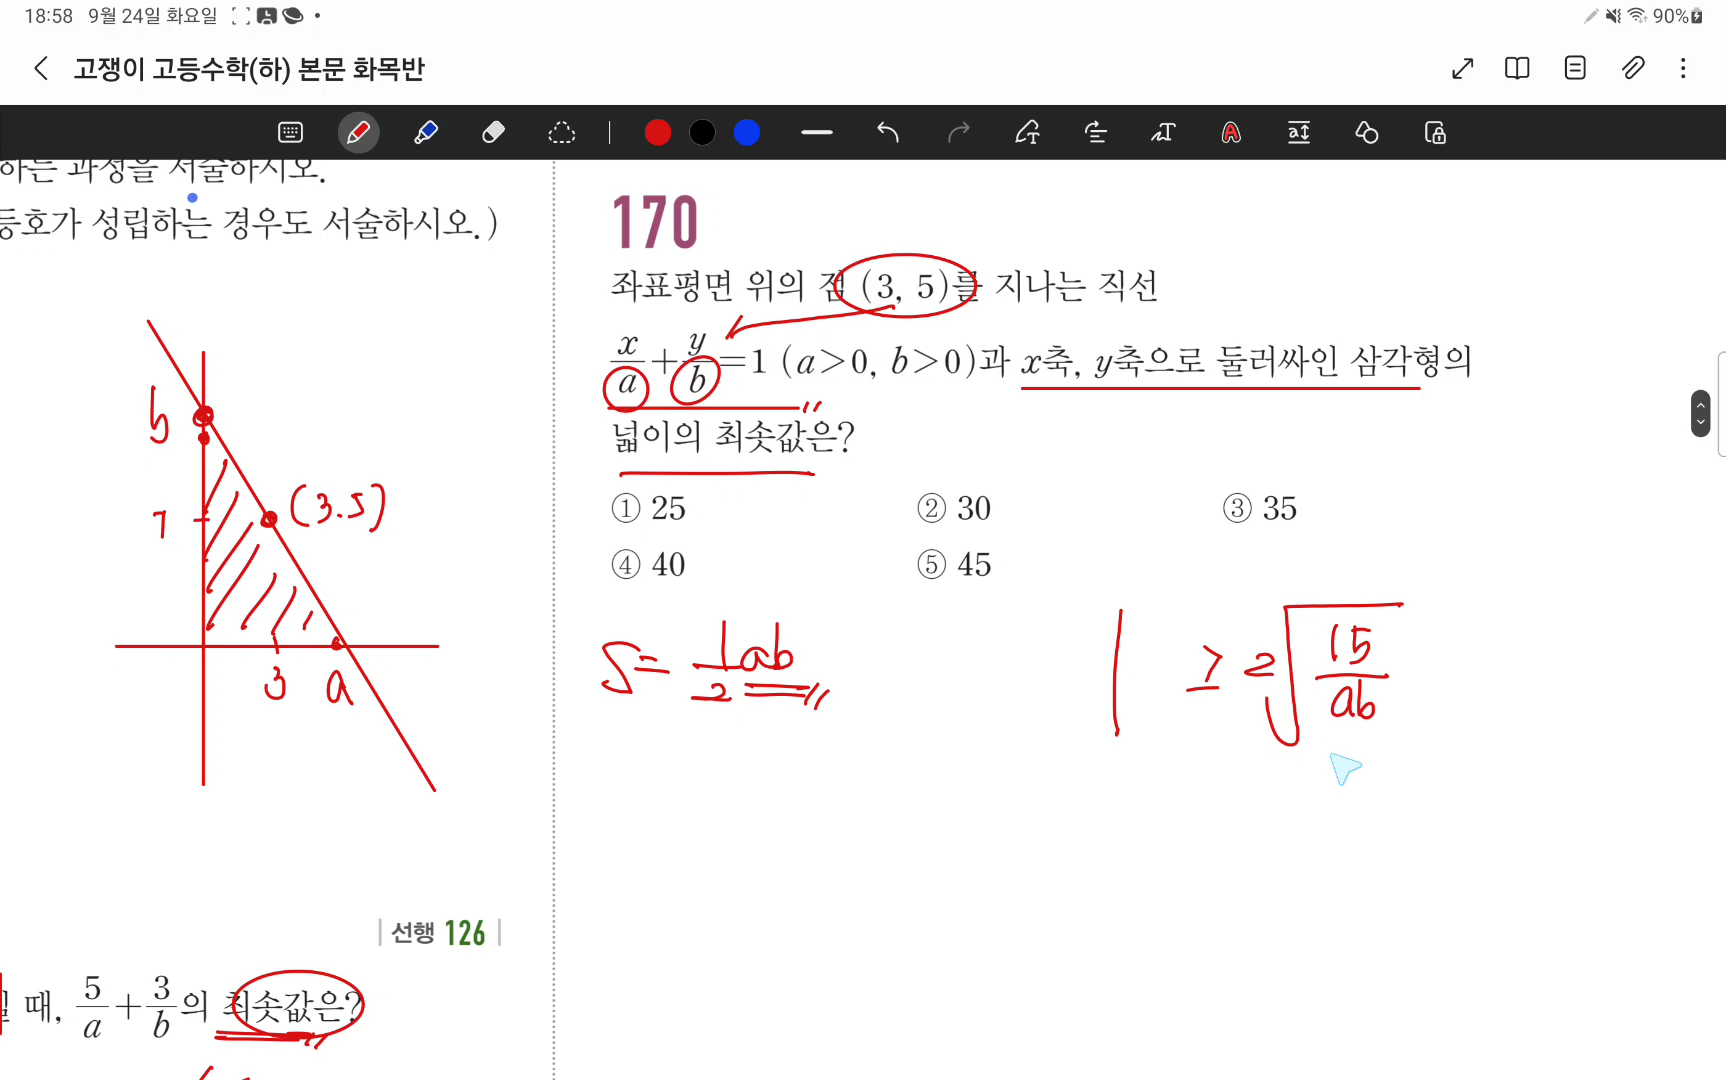 18:58 9월 24일 화요일 90%
고쟁이 고등수학(하) 본문 화목반
하는 과정을 서술하시오.
등호가 성립하는 경우도 서술하시오.)
b
7
(3.5)
3 a
선행 126
때, 5/a + 3/b 의 최솟값은?
170
좌표평면 위의 점 (3, 5)를 지나는 직선
x/a + y/b = 1 (a>0, b>0)과 x축, y축으로 둘러싸인 삼각형의
넓이의 최솟값은?
① 25 ② 30 ③ 35
④ 40 ⑤ 45
S = 1/2 ab
1 ≥ 2√(15/ab)